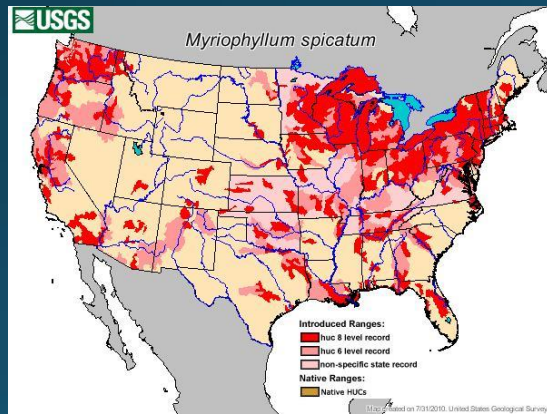 USGS
Myriophyllum spicatum
Introduced Ranges:
huc 8 level record
huc 6 level record
non-specific state record
Native Ranges:
Native HUCs
Map created on 7/31/2010. United States Geological Survey